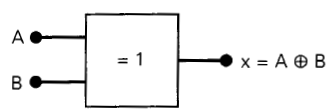 A
= 1
x = A ⊕ B
B